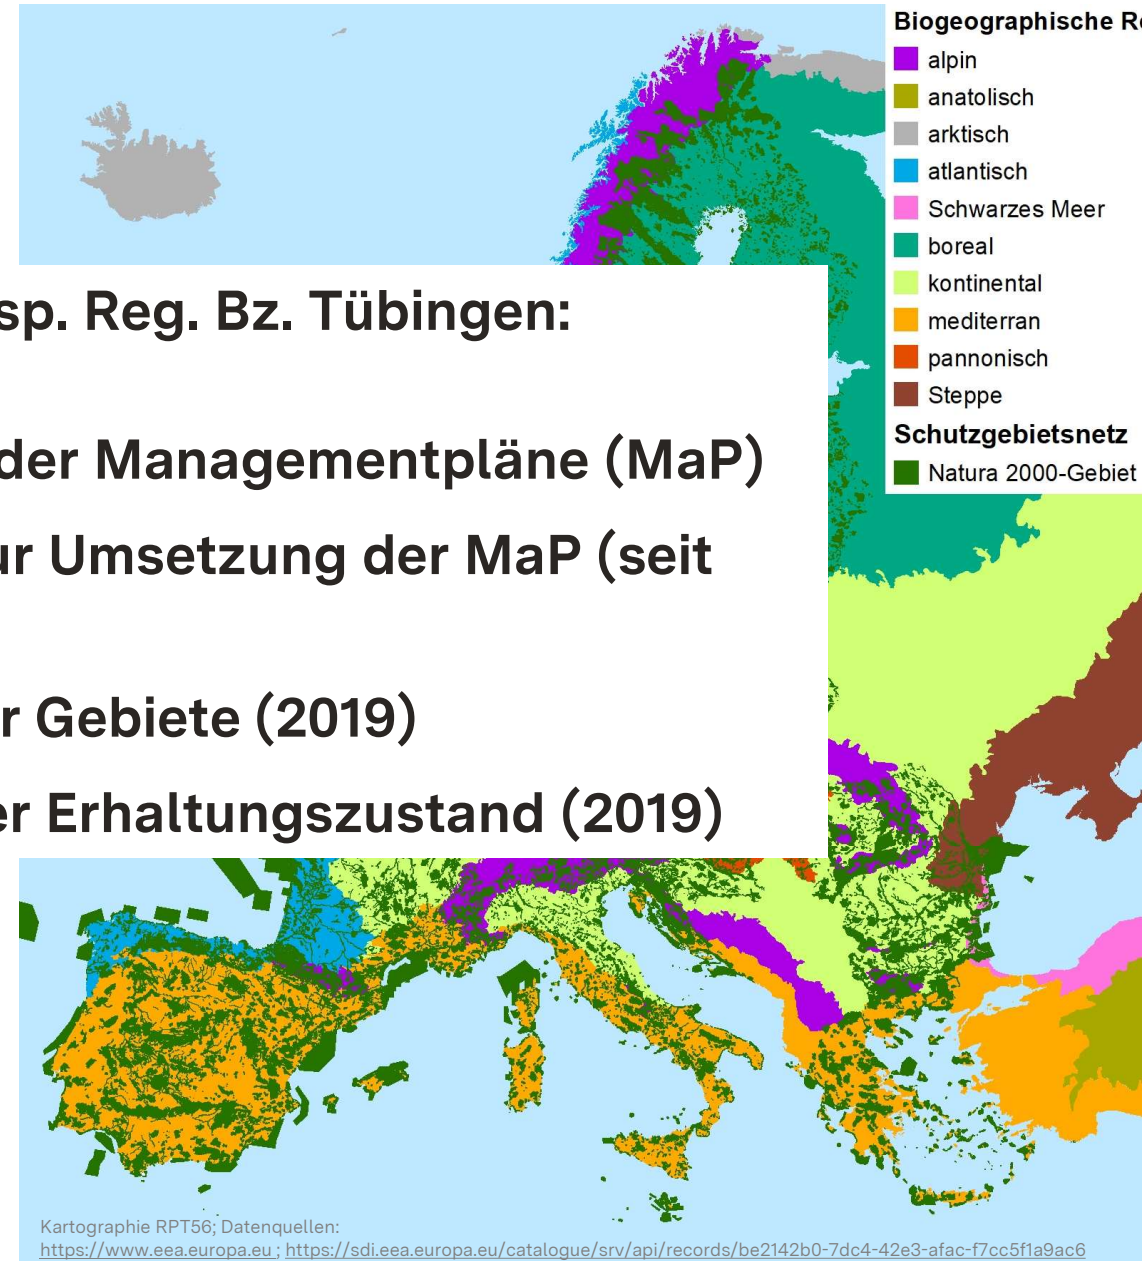 Biogeographische Re
alpin
anatolisch
arktisch
atlantisch
Schwarzes Meer
boreal
kontinental
mediterran
pannonisch
Steppe
Schutzgebietsnetz
Natura 2000-Gebiet
sp. Reg. Bz. Tübingen:
der Managementpläne (MaP)
ur Umsetzung der MaP (seit
r Gebiete (2019)
er Erhaltungszustand (2019)
Kartographie RPT56; Datenquellen:
https://www.eea.europa.eu ; https://sdi.eea.europa.eu/catalogue/srv/api/records/be2142b0-7dc4-42e3-afac-f7cc5f1a9ac6